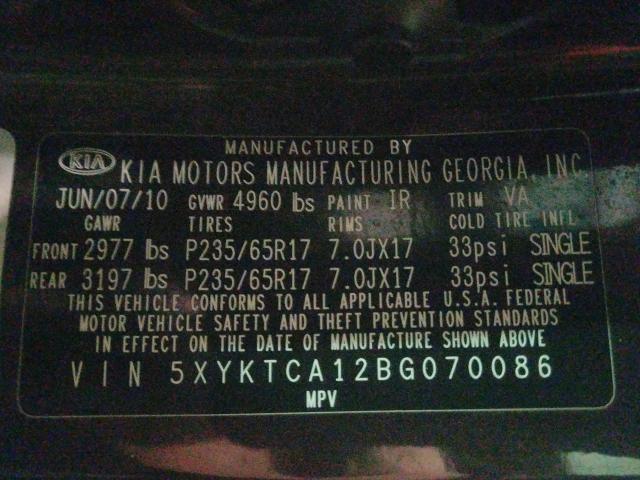 MANUFACTURED BY
KIA KIA MOTORS MANUFACTURING GEORGIA, INC.
JUN/07/10 GVWR 4960 lbs PAINT IR TRIM VA
GAWR TIRES RIMS COLD TIRE INFL
FRONT 2977 lbs P235/65R17 7.0JX17 33psi SINGLE
REAR 3197 lbs P235/65R17 7.0JX17 33psi SINGLE
THIS VEHICLE CONFORMS TO ALL APPLICABLE U.S.A. FEDERAL
MOTOR VEHICLE SAFETY AND THEFT PREVENTION STANDARDS
IN EFFECT ON THE DATE OF MANUFACTURE SHOWN ABOVE
VIN 5XYKTCA12BG070086
MPV